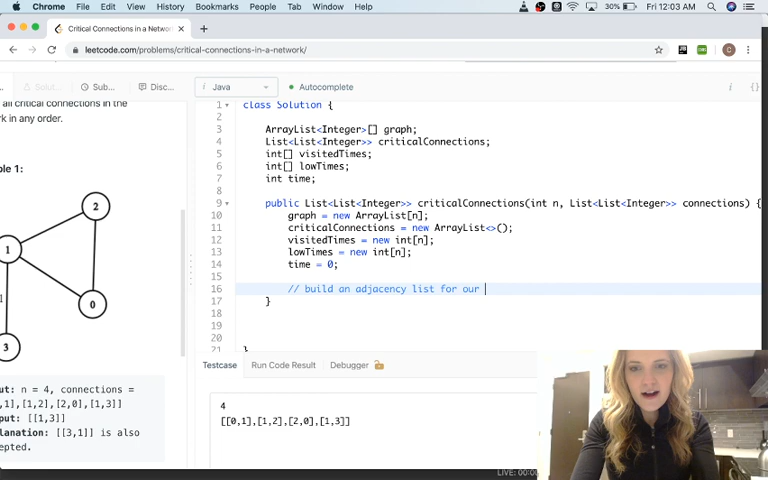 Chrome File Edit View History Bookmarks People Tab Window Help 30% Fri 12:03 AM
Critical Connections in a Networ
leetcode.com/problems/critical-connections-in-a-network/
Solut... Sub... Disc... Java Autocomplete
all critical connections in the
rk in any order.
ple 1:
2
1
0
3
ut: n = 4, connections =
,1],[1,2],[2,0],[1,3]]
put: [[1,3]]
lanation: [[3,1]] is also
epted.
1 class Solution {
2
3 ArrayList<Integer>[] graph;
4 List<List<Integer>> criticalConnections;
5 int[] visitedTimes;
6 int[] lowTimes;
7 int time;
8
9 public List<List<Integer>> criticalConnections(int n, List<List<Integer>> connections) {
10 graph = new ArrayList[n];
11 criticalConnections = new ArrayList<>();
12 visitedTimes = new int[n];
13 lowTimes = new int[n];
14 time = 0;
15
16 // build an adjacency list for our
17 }
18
19
20
21 }
Testcase Run Code Result Debugger
4
[[0,1],[1,2],[2,0],[1,3]]